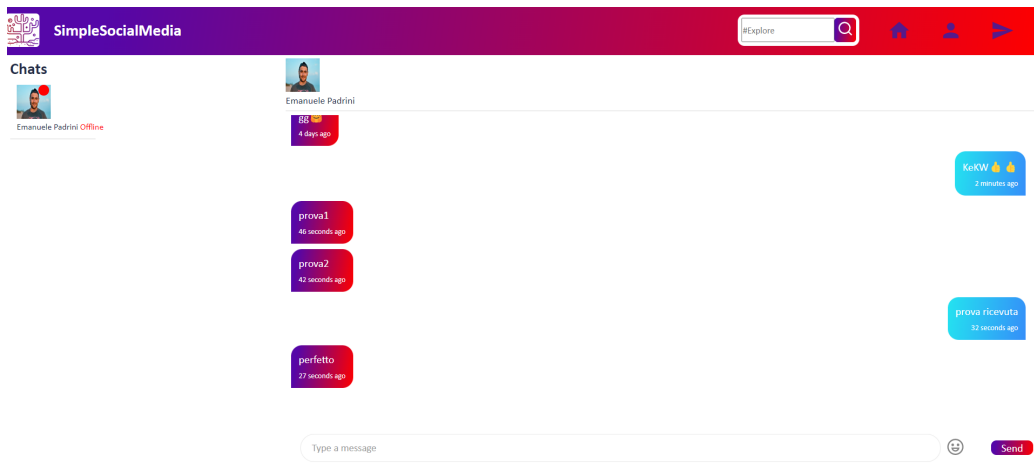 SimpleSocialMedia
#Explore
Chats
Emanuele Padrini Offline
Emanuele Padrini
gg 🤗
4 days ago
KeKW 👍 👍
2 minutes ago
prova1
46 seconds ago
prova2
42 seconds ago
prova ricevuta
32 seconds ago
perfetto
27 seconds ago
Type a message
Send